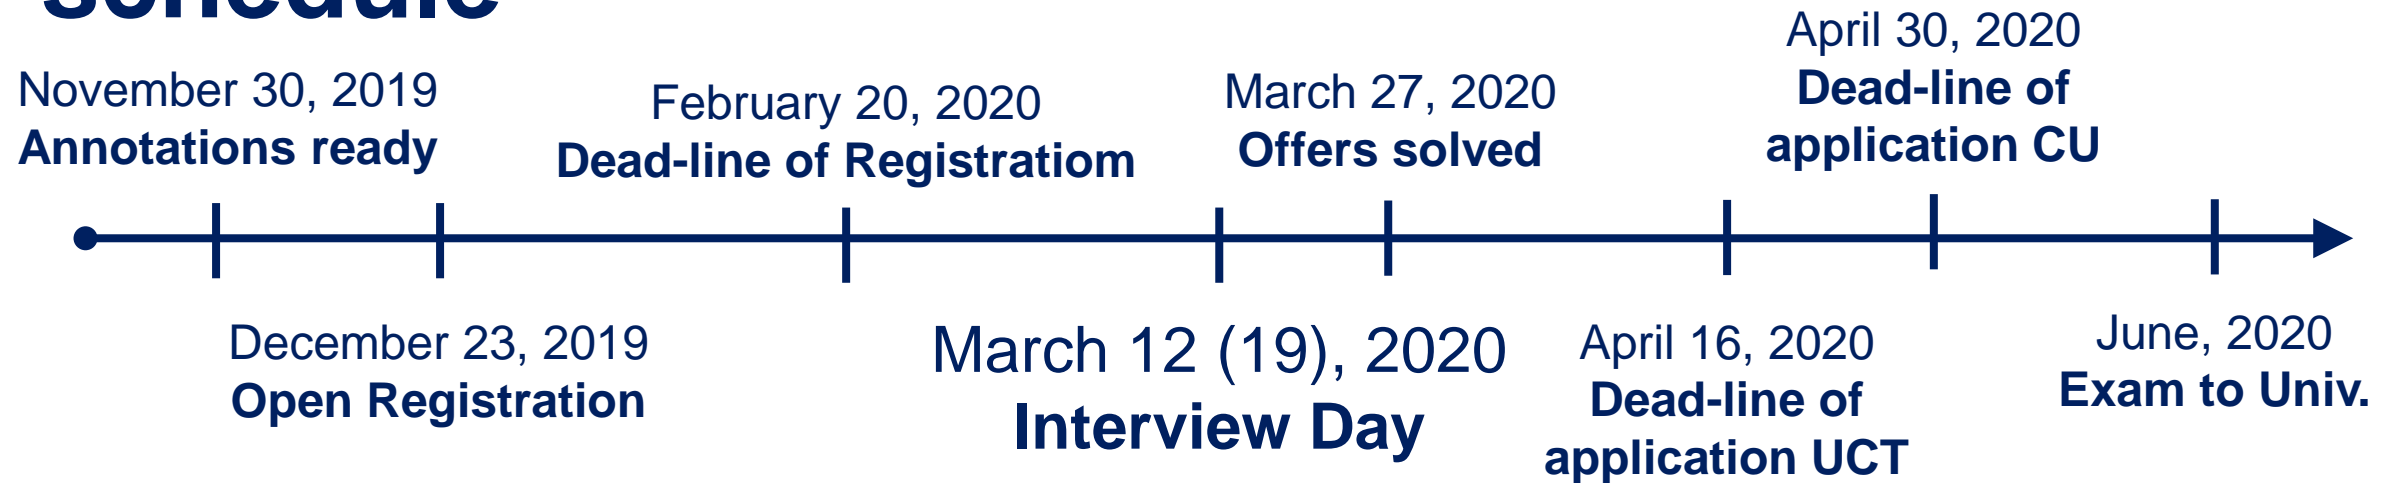 schedule
November 30, 2019
Annotations ready
December 23, 2019
Open Registration
February 20, 2020
Dead-line of Registratiom
March 12 (19), 2020
Interview Day
March 27, 2020
Offers solved
April 16, 2020
Dead-line of
application UCT
April 30, 2020
Dead-line of
application CU
June, 2020
Exam to Univ.